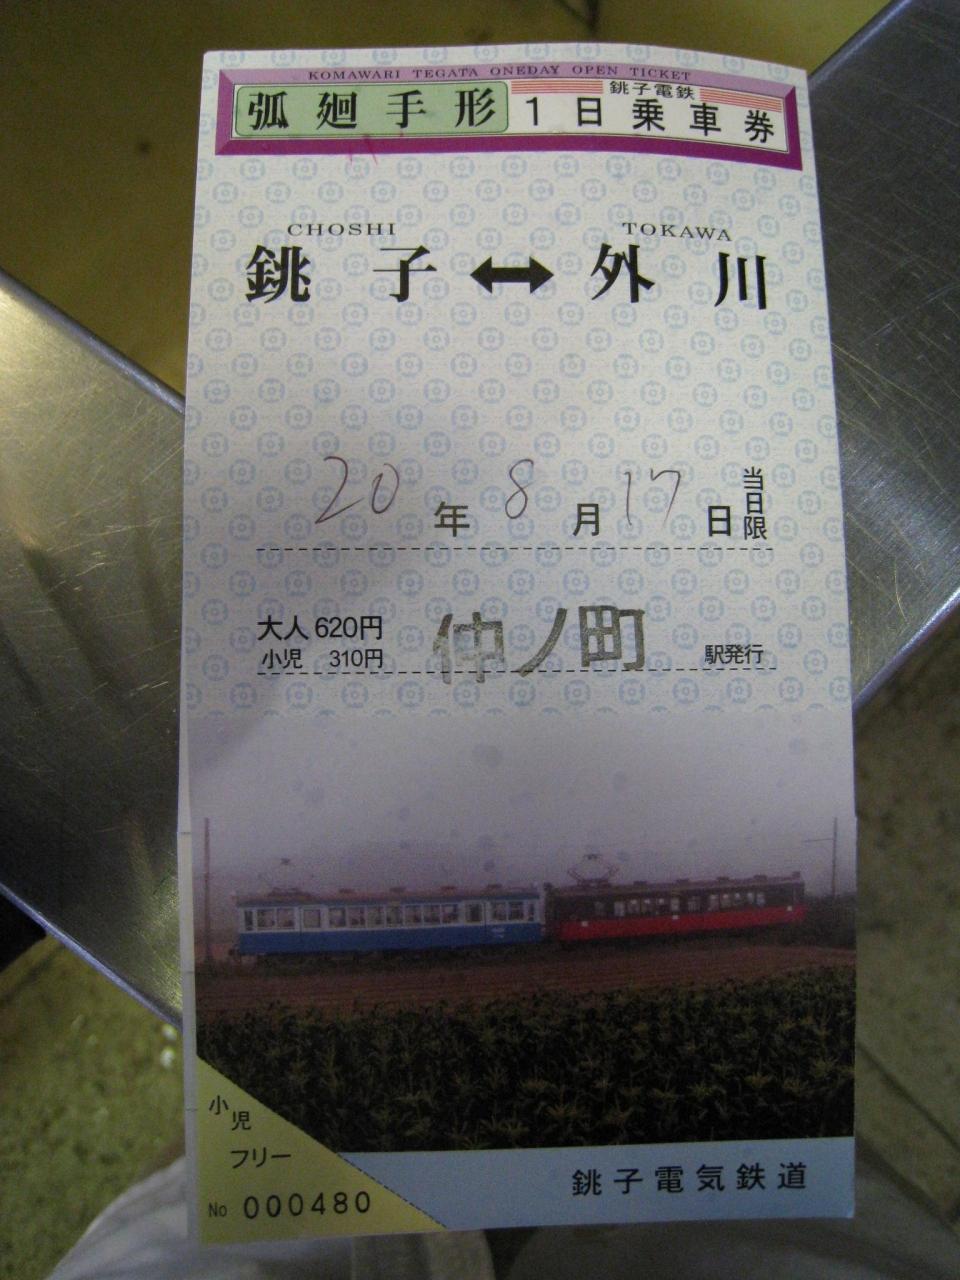 KOMAWARI TEGATA ONEDAY OPEN TICKET
銚子電鉄
弧廻手形 1日乗車券
CHOSHI TOKAWA
銚子 ↔ 外川
20年8月17日 当日限
大人 620円
小児 310円
仲ノ町 駅発行
小児
フリー
No 000480
銚子電気鉄道